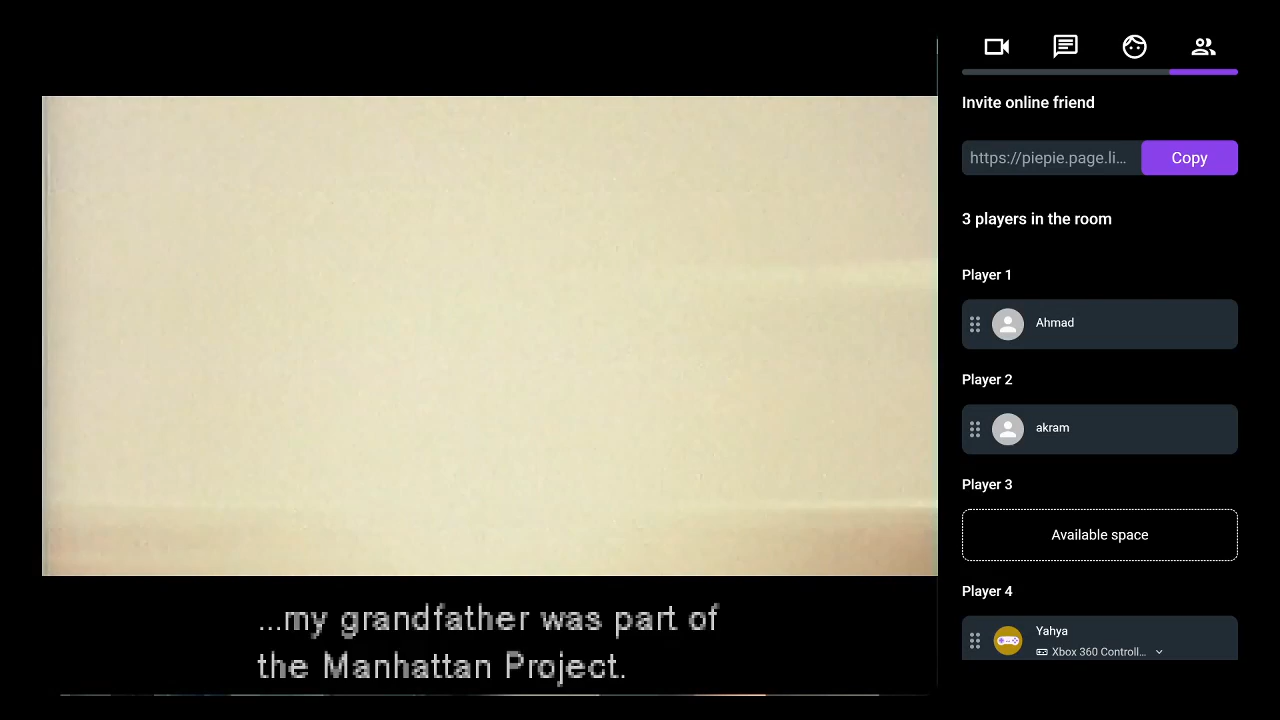 Invite online friend
https://piepie.page.li...
Copy
3 players in the room
Player 1
Ahmad
Player 2
akram
Player 3
Available space
Player 4
Yahya
Xbox 360 Controll...
...my grandfather was part of
the Manhattan Project.